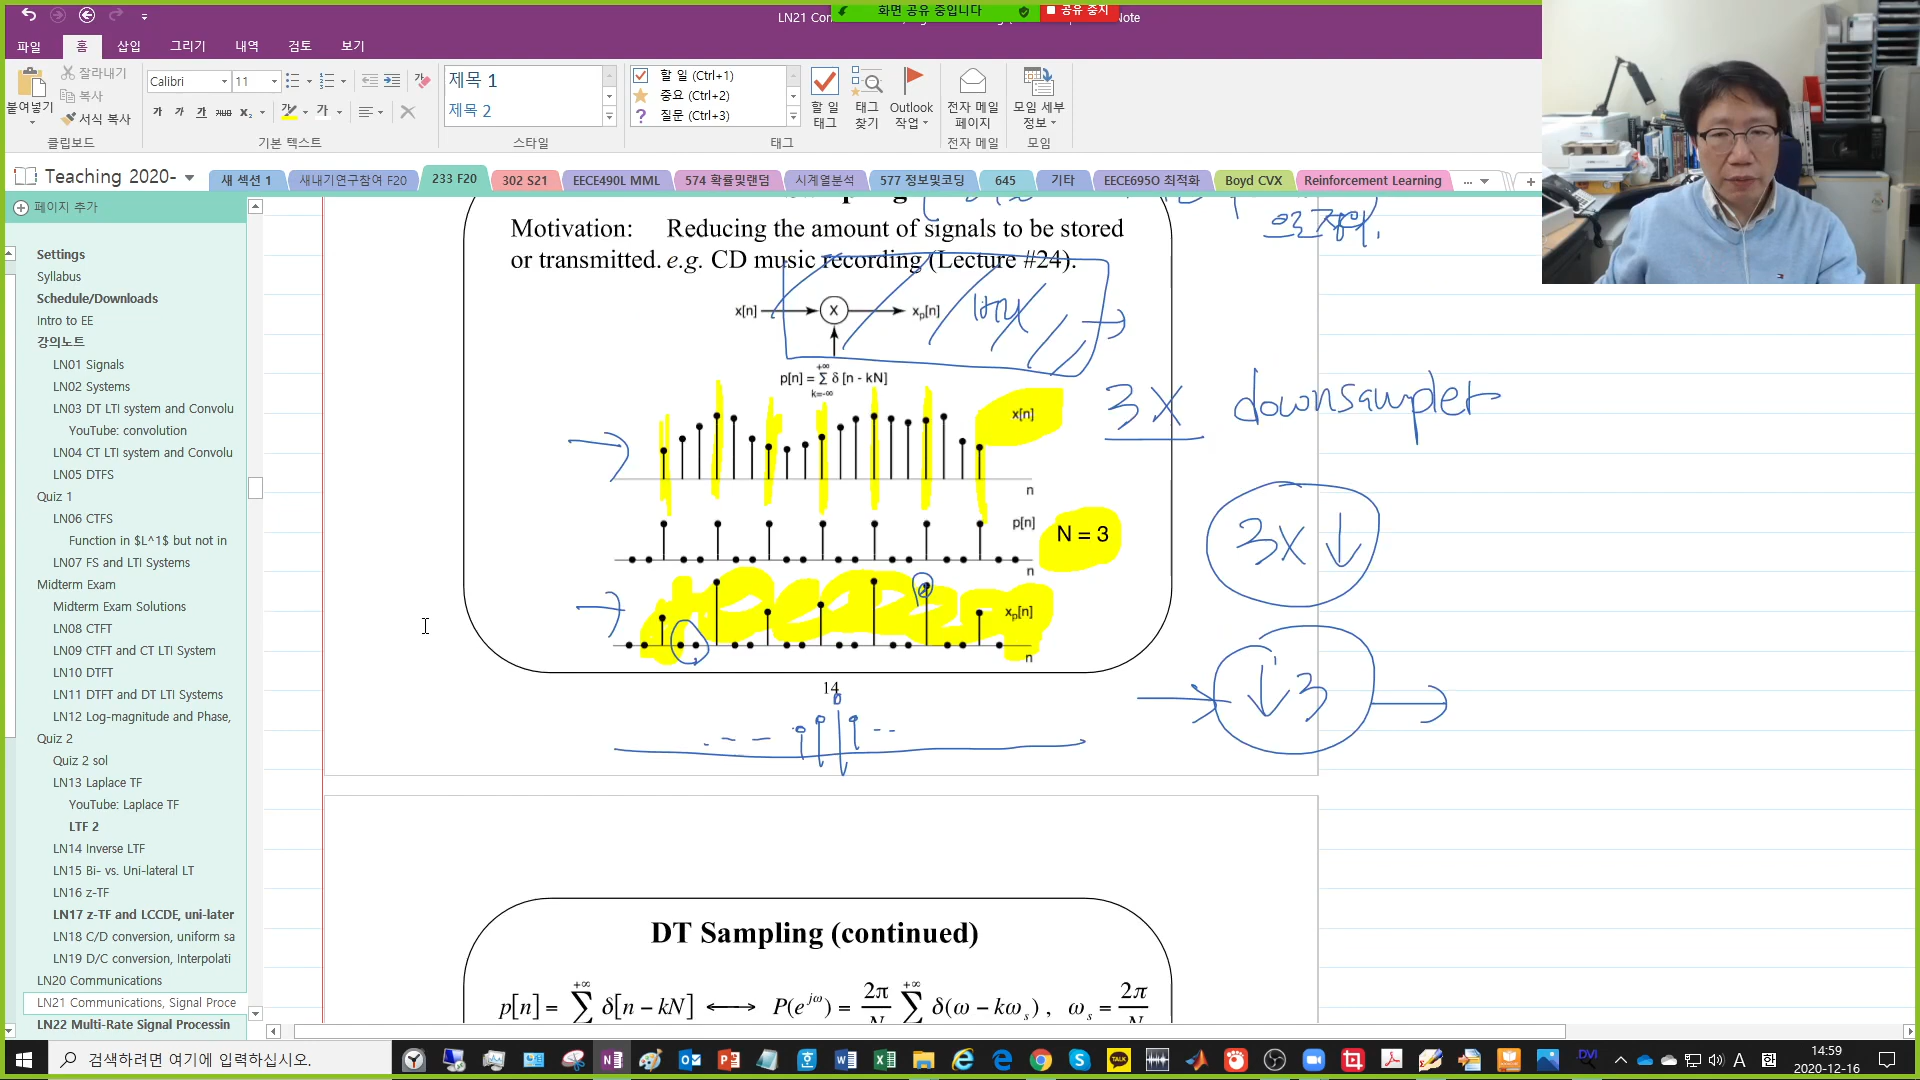 LN21 Con
Note
화면 공유 중입니다
공유 중지
파일 홈 삽입 그리기 내역 검토 보기
붙여넣기
잘라내기
복사
서식 복사
클립보드
Calibri 11
기본 텍스트
제목 1
제목 2
스타일
할 일 (Ctrl+1)
중요 (Ctrl+2)
질문 (Ctrl+3)
할 일 태그
태그 찾기
Outlook 작업
태그
전자 메일 페이지
전자 메일
모임 세부 정보
모임
Teaching 2020-
새 섹션 1
새내기연구참여 F20
233 F20
302 S21
EECE490L MML
574 확률및랜덤
시계열분석
577 정보및코딩
645
기타
EECE695O 최적화
Boyd CVX
Reinforcement Learning
...
페이지 추가
Settings
Syllabus
Schedule/Downloads
Intro to EE
강의노트
LN01 Signals
LN02 Systems
LN03 DT LTI system and Convolu
YouTube: convolution
LN04 CT LTI system and Convolu
LN05 DTFS
Quiz 1
LN06 CTFS
Function in $L^1$ but not in
LN07 FS and LTI Systems
Midterm Exam
Midterm Exam Solutions
LN08 CTFT
LN09 CTFT and CT LTI System
LN10 DTFT
LN11 DTFT and DT LTI Systems
LN12 Log-magnitude and Phase,
Quiz 2
Quiz 2 sol
LN13 Laplace TF
YouTube: Laplace TF
LTF 2
LN14 Inverse LTF
LN15 Bi- vs. Uni-lateral LT
LN16 z-TF
LN17 z-TF and LCCDE, uni-later
LN18 C/D conversion, uniform sa
LN19 D/C conversion, Interpolati
LN20 Communications
LN21 Communications, Signal Proce
LN22 Multi-Rate Signal Processin
Motivation: Reducing the amount of signals to be stored
or transmitted. e.g. CD music recording (Lecture #24).
x[n] X xp[n]
p[n] = Σ δ [n - kN]
+∞
k=-∞
3X downsampler
x[n]
n
p[n]
N = 3
n
xp[n]
n
3X ↓
↓3
14
DT Sampling (continued)
p[n] = Σ δ[n − kN] ⟷ P(e^{jω}) = 2π/N Σ δ(ω − kω_s) , ω_s = 2π/N
검색하려면 여기에 입력하십시오.
14:59
2020-12-16